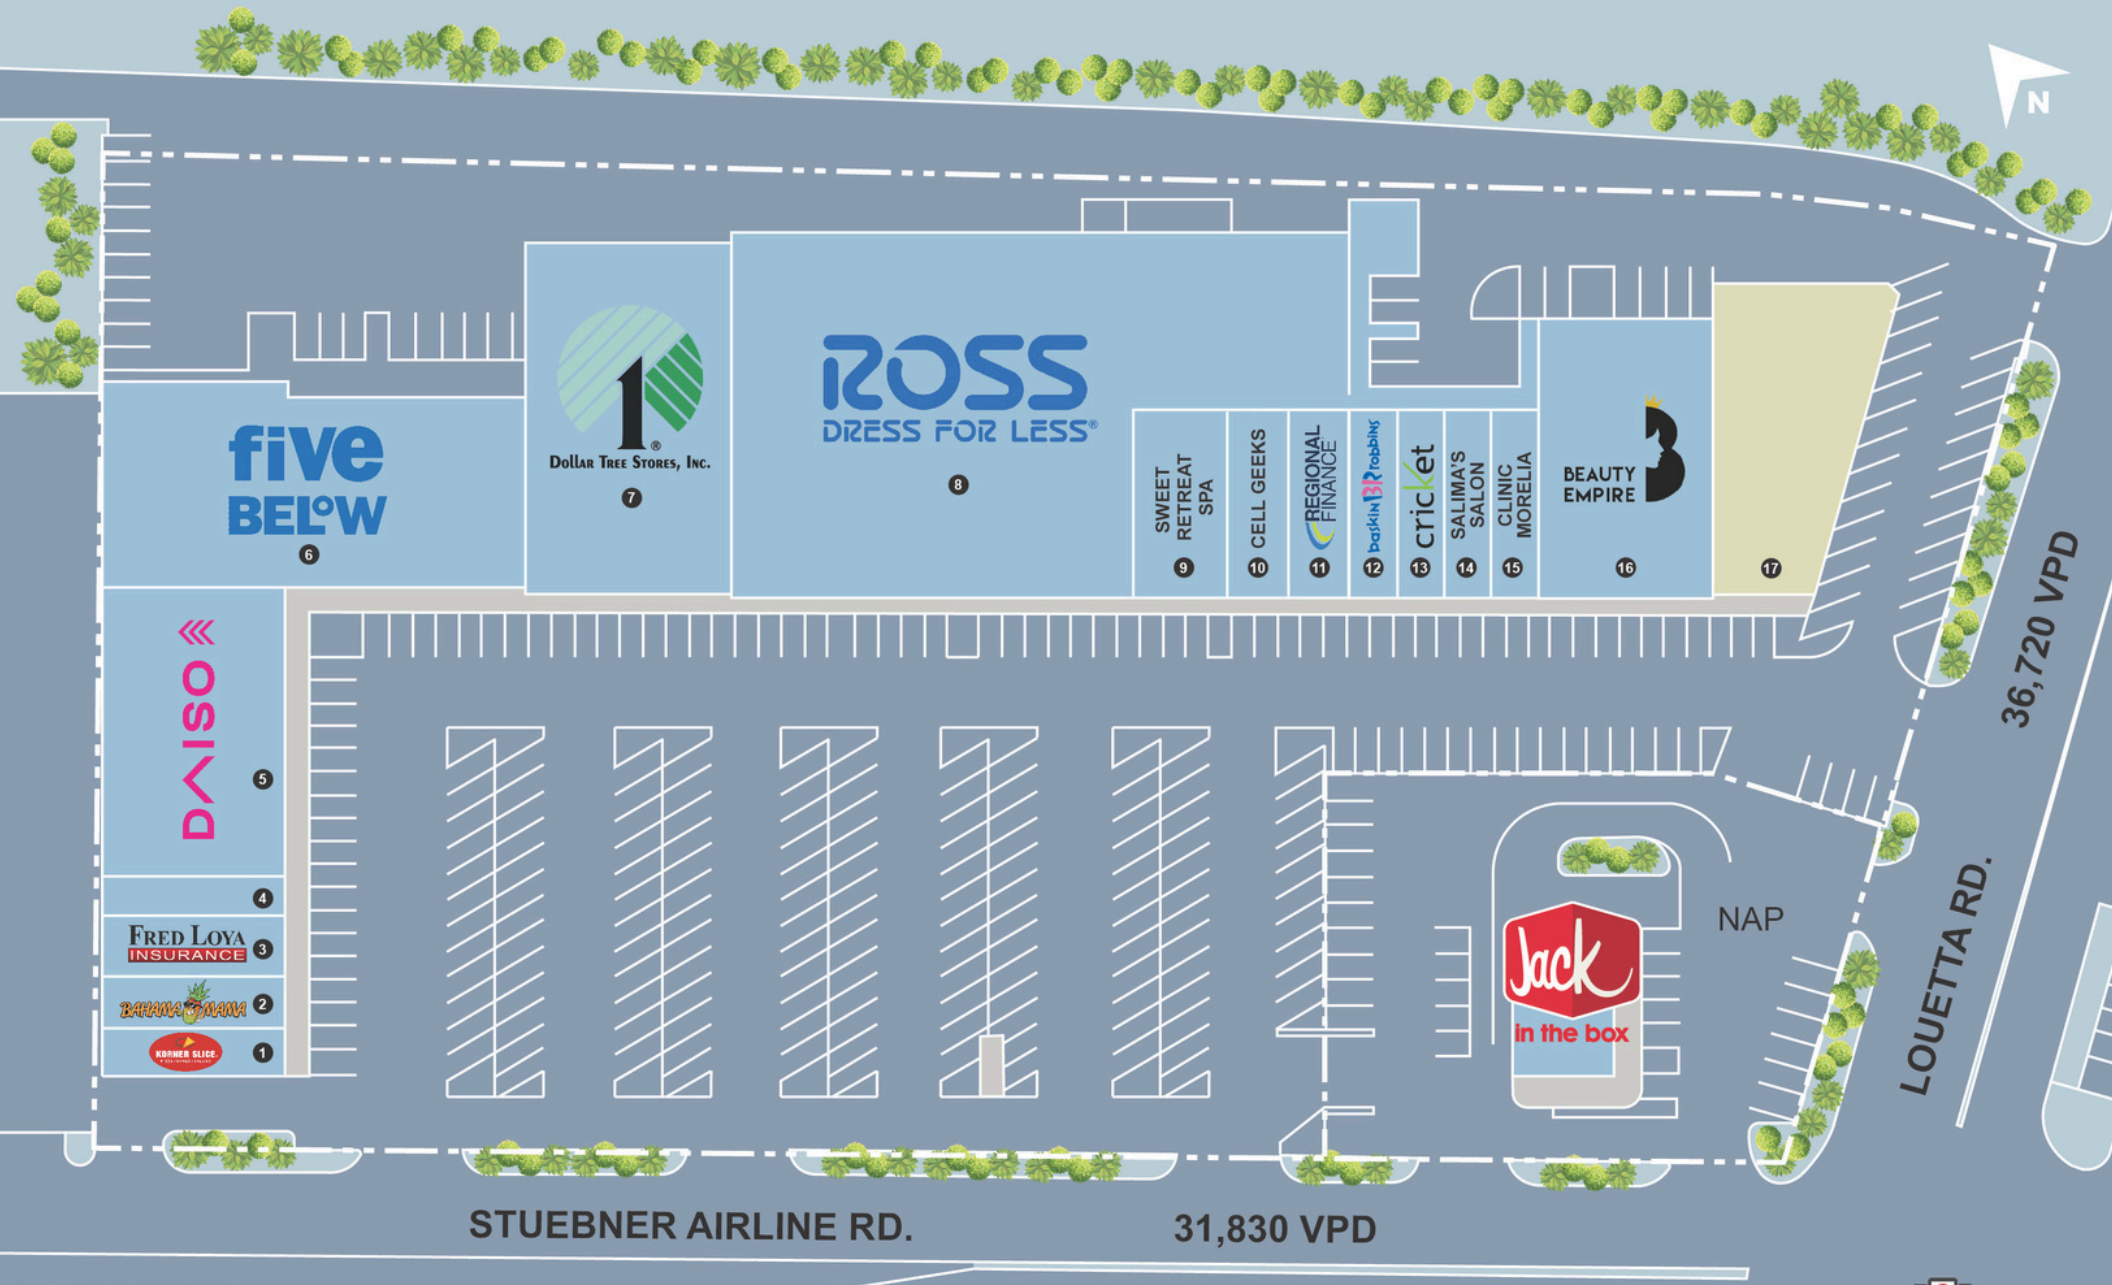 N
five
BELOW
6
1
®
Dollar Tree Stores, Inc.
7
ROSS
DRESS FOR LESS®
8
SWEET
RETREAT
SPA
9
CELL GEEKS
10
REGIONAL
FINANCE
11
baskin BR robbins
12
cricket
13
SALIMA'S
SALON
14
CLINIC
MORELIA
15
BEAUTY
EMPIRE
B
16
17
DAISO
5
4
FRED LOYA
INSURANCE
3
BAHAMA MAMA
2
KORNER SLICE
1
Jack
in the box
NAP
36,720 VPD
LOUETTA RD.
STUEBNER AIRLINE RD.
31,830 VPD